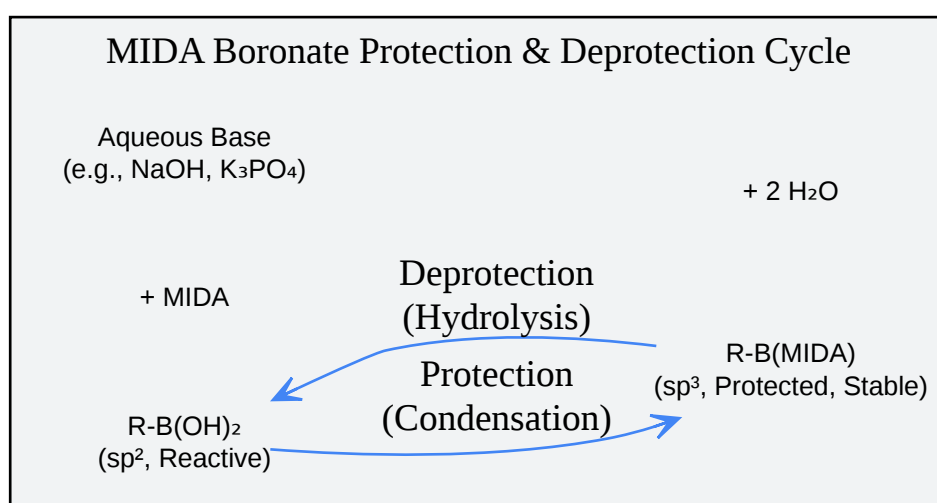 MIDA Boronate Protection & Deprotection Cycle
Aqueous Base
(e.g., NaOH, K₃PO₄)
+ 2 H₂O
+ MIDA
Deprotection
(Hydrolysis)
R-B(MIDA)
(sp³, Protected, Stable)
Protection
(Condensation)
R-B(OH)₂
(sp², Reactive)